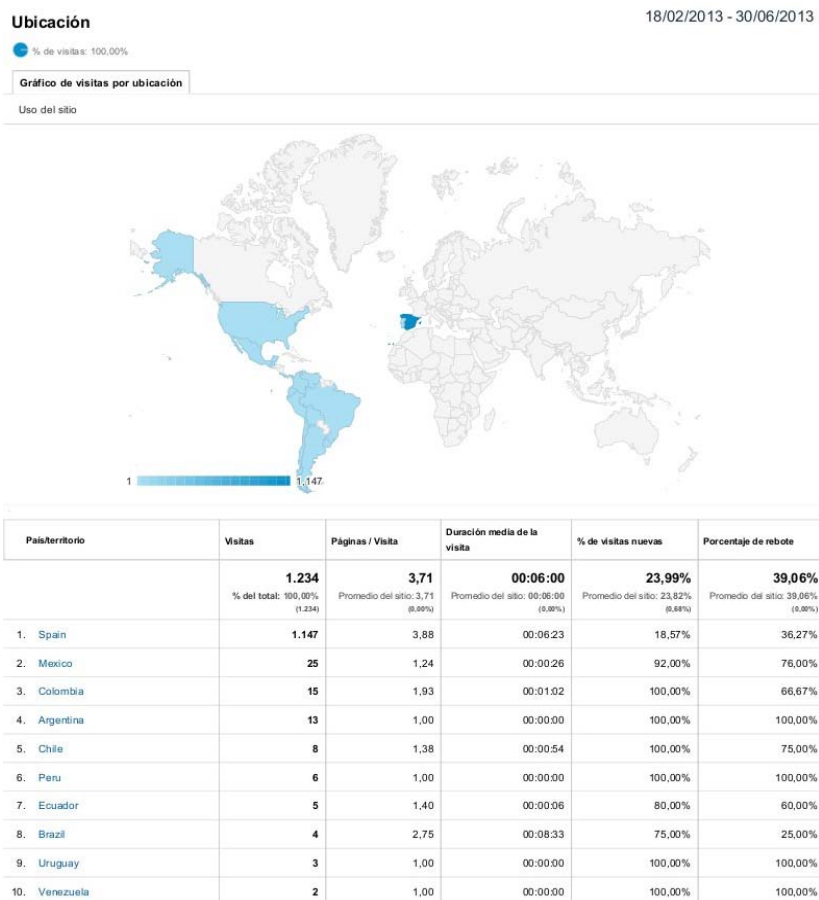 Ubicación
18/02/2013 - 30/06/2013
% de visitas: 100,00%
Gráfico de visitas por ubicación
Uso del sitio
1 1,147
País/territorio Visitas Páginas / Visita Duración media de la visita % de visitas nuevas Porcentaje de rebote
1.234 3,71 00:06:00 23,99% 39,06%
% del total: 100,00% Promedio del sitio: 3,71 Promedio del sitio: 00:06:00 Promedio del sitio: 23,82% Promedio del sitio: 39,06%
(1.234) (0,00%) (0,00%) (0,68%) (0,00%)
1. Spain 1.147 3,88 00:06:23 18,57% 36,27%
2. Mexico 25 1,24 00:00:26 92,00% 76,00%
3. Colombia 15 1,93 00:01:02 100,00% 66,67%
4. Argentina 13 1,00 00:00:00 100,00% 100,00%
5. Chile 8 1,38 00:00:54 100,00% 75,00%
6. Peru 6 1,00 00:00:00 100,00% 100,00%
7. Ecuador 5 1,40 00:00:06 80,00% 60,00%
8. Brazil 4 2,75 00:08:33 75,00% 25,00%
9. Uruguay 3 1,00 00:00:00 100,00% 100,00%
10. Venezuela 2 1,00 00:00:00 100,00% 100,00%